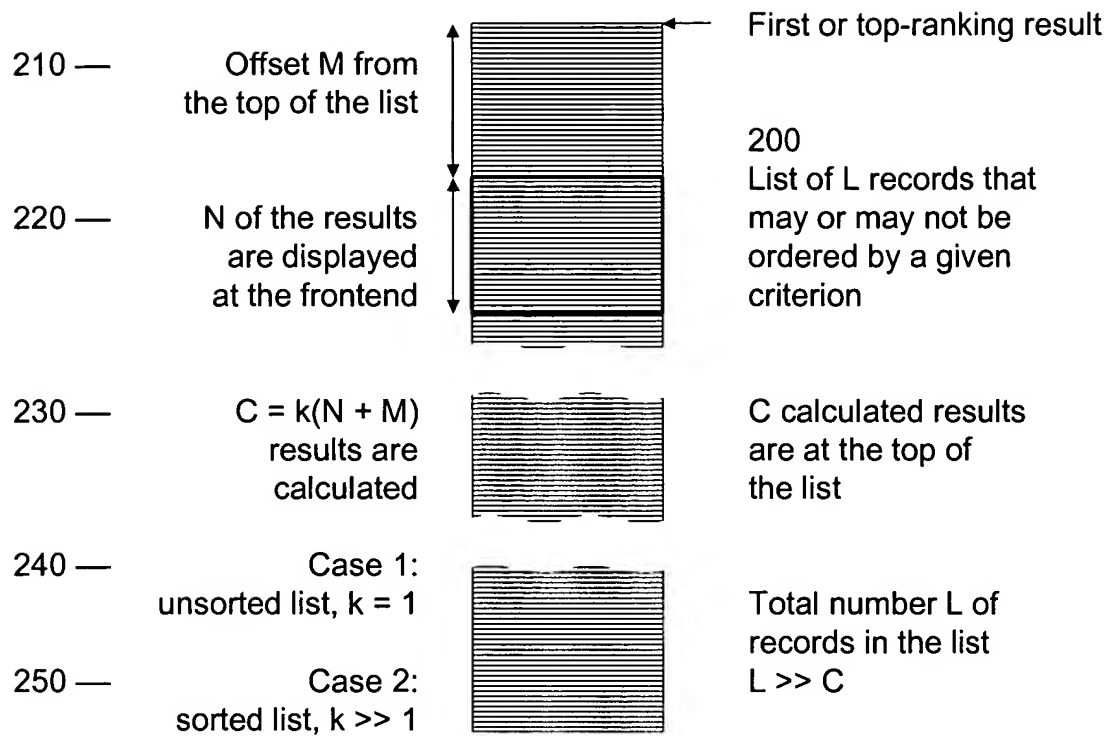 First or top-ranking result
210 —
Offset M from
the top of the list
200
List of L records that
may or may not be
ordered by a given
criterion
220 —
N of the results
are displayed
at the frontend
230 —
C = k(N + M)
results are
calculated
C calculated results
are at the top of
the list
240 —
Case 1:
unsorted list, k = 1
Total number L of
records in the list
L >> C
250 —
Case 2:
sorted list, k >> 1